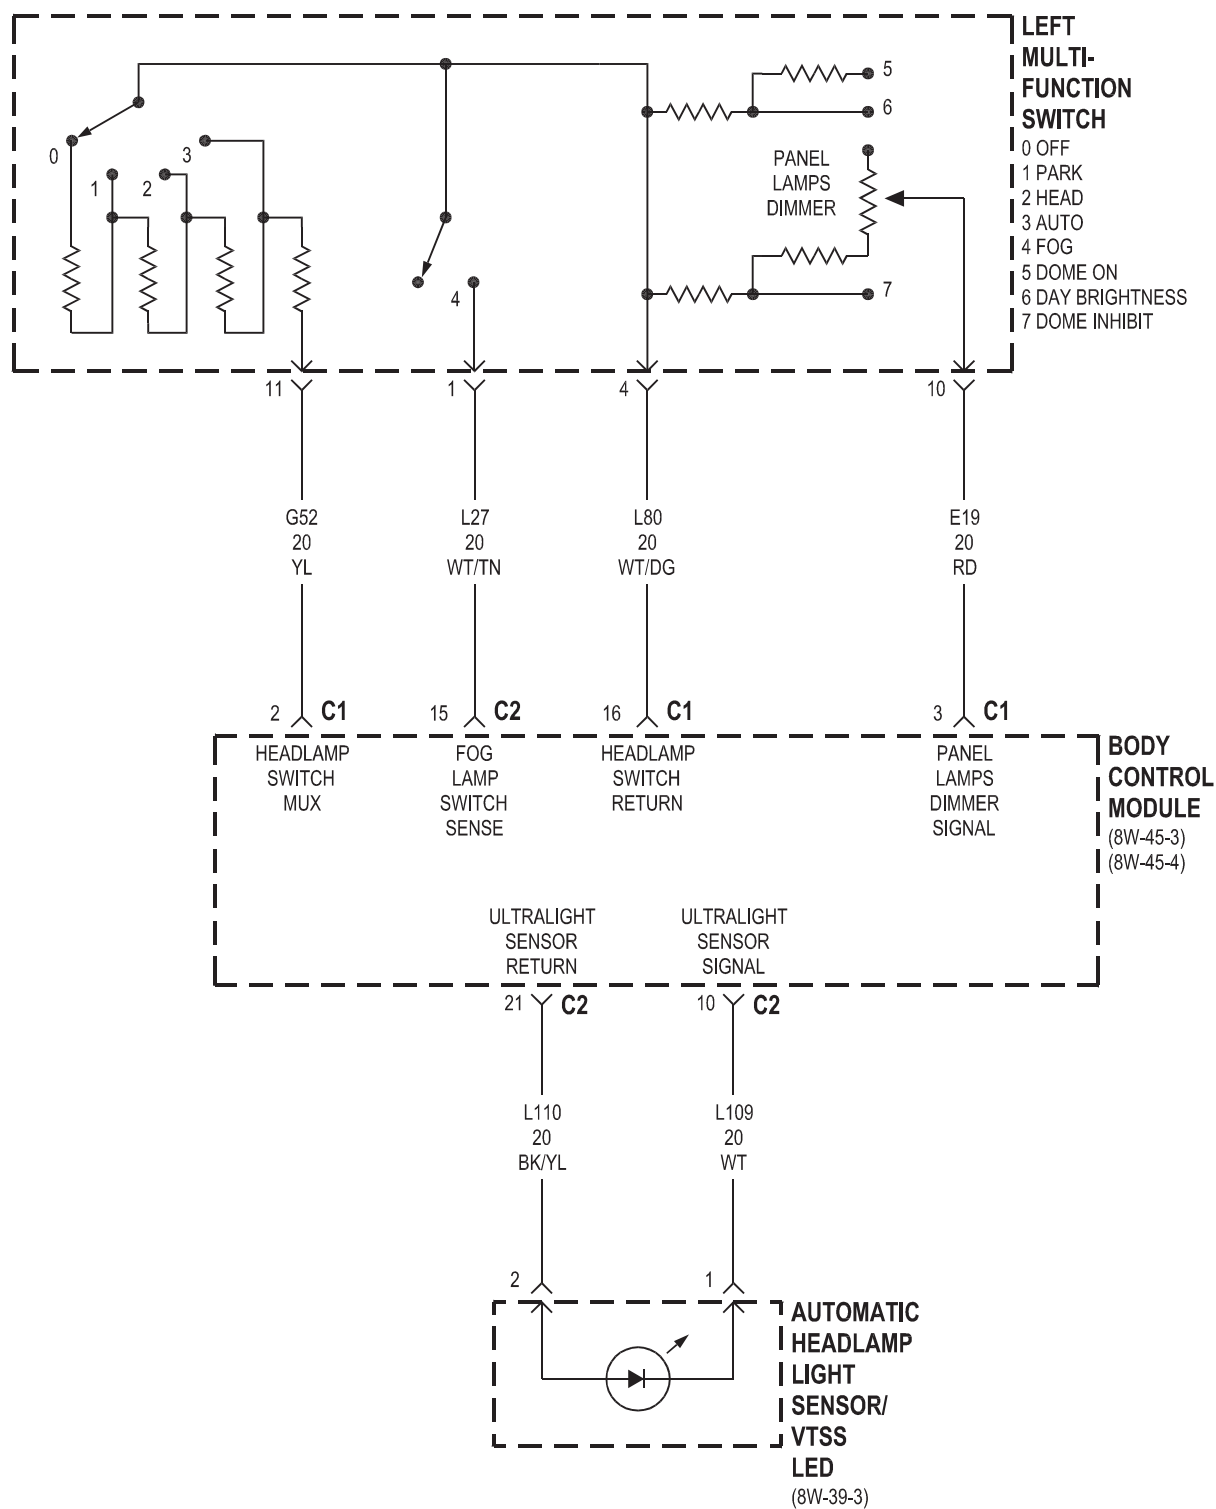 LEFT
MULTI-
FUNCTION
SWITCH
0 OFF
1 PARK
2 HEAD
3 AUTO
4 FOG
5 DOME ON
6 DAY BRIGHTNESS
7 DOME INHIBIT
5
6
0
3
1
2
PANEL
LAMPS
DIMMER
4
7
11
1
4
10
G52
20
YL
L27
20
WT/TN
L80
20
WT/DG
E19
20
RD
2 C1
15 C2
16 C1
3 C1
HEADLAMP
SWITCH
MUX
FOG
LAMP
SWITCH
SENSE
HEADLAMP
SWITCH
RETURN
PANEL
LAMPS
DIMMER
SIGNAL
BODY
CONTROL
MODULE
(8W-45-3)
(8W-45-4)
ULTRALIGHT
SENSOR
RETURN
ULTRALIGHT
SENSOR
SIGNAL
21 C2
10 C2
L110
20
BK/YL
L109
20
WT
2
1
AUTOMATIC
HEADLAMP
LIGHT
SENSOR/
VTSS
LED
(8W-39-3)